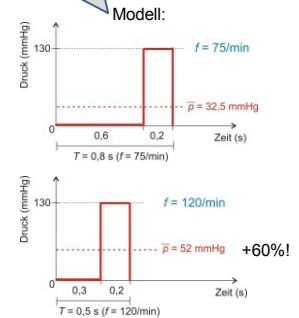 Modell:
Druck (mmHg)
130
f = 75/min
p̅ = 32,5 mmHg
0
0,6
0,2
Zeit (s)
T = 0,8 s (f = 75/min)
Druck (mmHg)
130
f = 120/min
p̅ = 52 mmHg
+60%!
0
0,3
0,2
Zeit (s)
T = 0,5 s (f = 120/min)